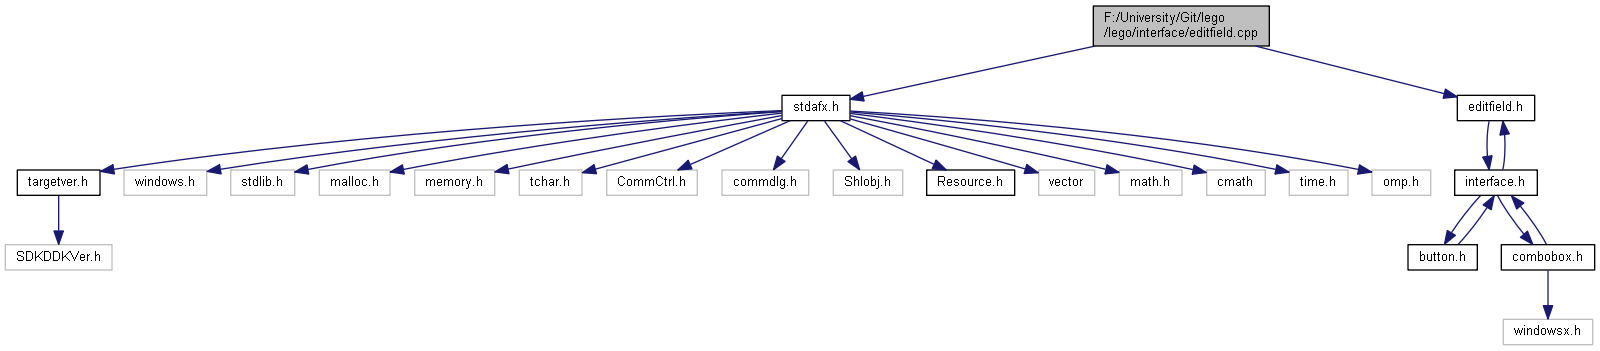 F:/University/Git/lego
/lego/interface/editfield.cpp
stdafx.h
editfield.h
targetver.h
windows.h
stdlib.h
malloc.h
memory.h
tchar.h
CommCtrl.h
commdlg.h
Shlobj.h
Resource.h
vector
math.h
cmath
time.h
omp.h
interface.h
SDKDDKVer.h
button.h
combobox.h
windowsx.h